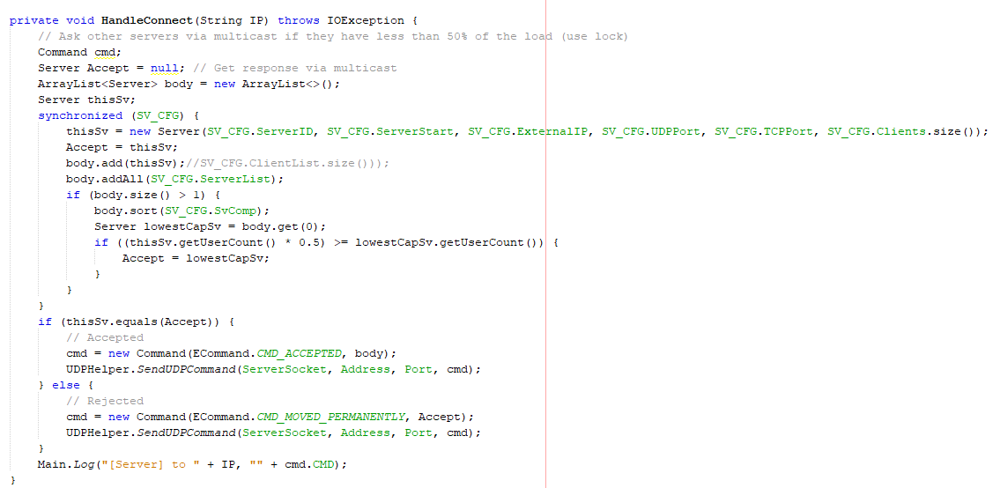 private void HandleConnect(String IP) throws IOException {
// Ask other servers via multicast if they have less than 50% of the load (use lock)
Command cmd;
Server Accept = null; // Get response via multicast
ArrayList<Server> body = new ArrayList<>();
Server thisSv;
synchronized (SV_CFG) {
thisSv = new Server(SV_CFG.ServerID, SV_CFG.ServerStart, SV_CFG.ExternalIP, SV_CFG.UDPPort, SV_CFG.TCPPort, SV_CFG.Clients.size());
Accept = thisSv;
body.add(thisSv);//SV_CFG.ClientList.size()));
body.addAll(SV_CFG.ServerList);
if (body.size() > 1) {
body.sort(SV_CFG.SvComp);
Server lowestCapSv = body.get(0);
if ((thisSv.getUserCount() * 0.5) >= lowestCapSv.getUserCount()) {
Accept = lowestCapSv;
}
}
}
if (thisSv.equals(Accept)) {
// Accepted
cmd = new Command(ECommand.CMD_ACCEPTED, body);
UDPHelper.SendUDPCommand(ServerSocket, Address, Port, cmd);
} else {
// Rejected
cmd = new Command(ECommand.CMD_MOVED_PERMANENTLY, Accept);
UDPHelper.SendUDPCommand(ServerSocket, Address, Port, cmd);
}
Main.Log("[Server] to " + IP, "" + cmd.CMD);
}